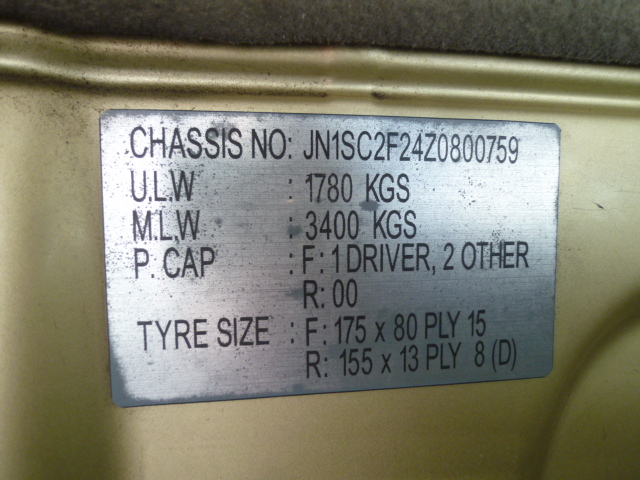 CHASSIS NO: JN1SC2F24Z0800759
U.L.W : 1780 KGS
M.L.W : 3400 KGS
P. CAP : F: 1 DRIVER, 2 OTHER
R: 00
TYRE SIZE : F: 175 x 80 PLY 15
R: 155 x 13 PLY 8 (D)